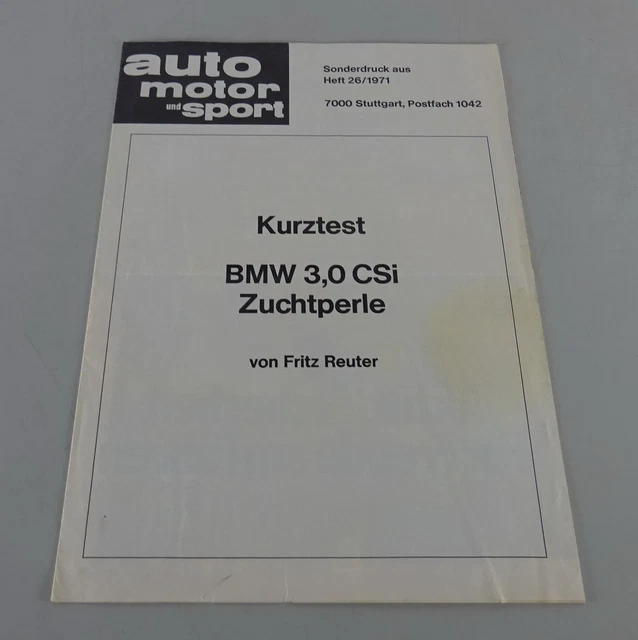 auto
motor
und sport
Sonderdruck aus
Heft 26/1971
7000 Stuttgart, Postfach 1042
Kurztest
BMW 3,0 CSi
Zuchtperle
von Fritz Reuter